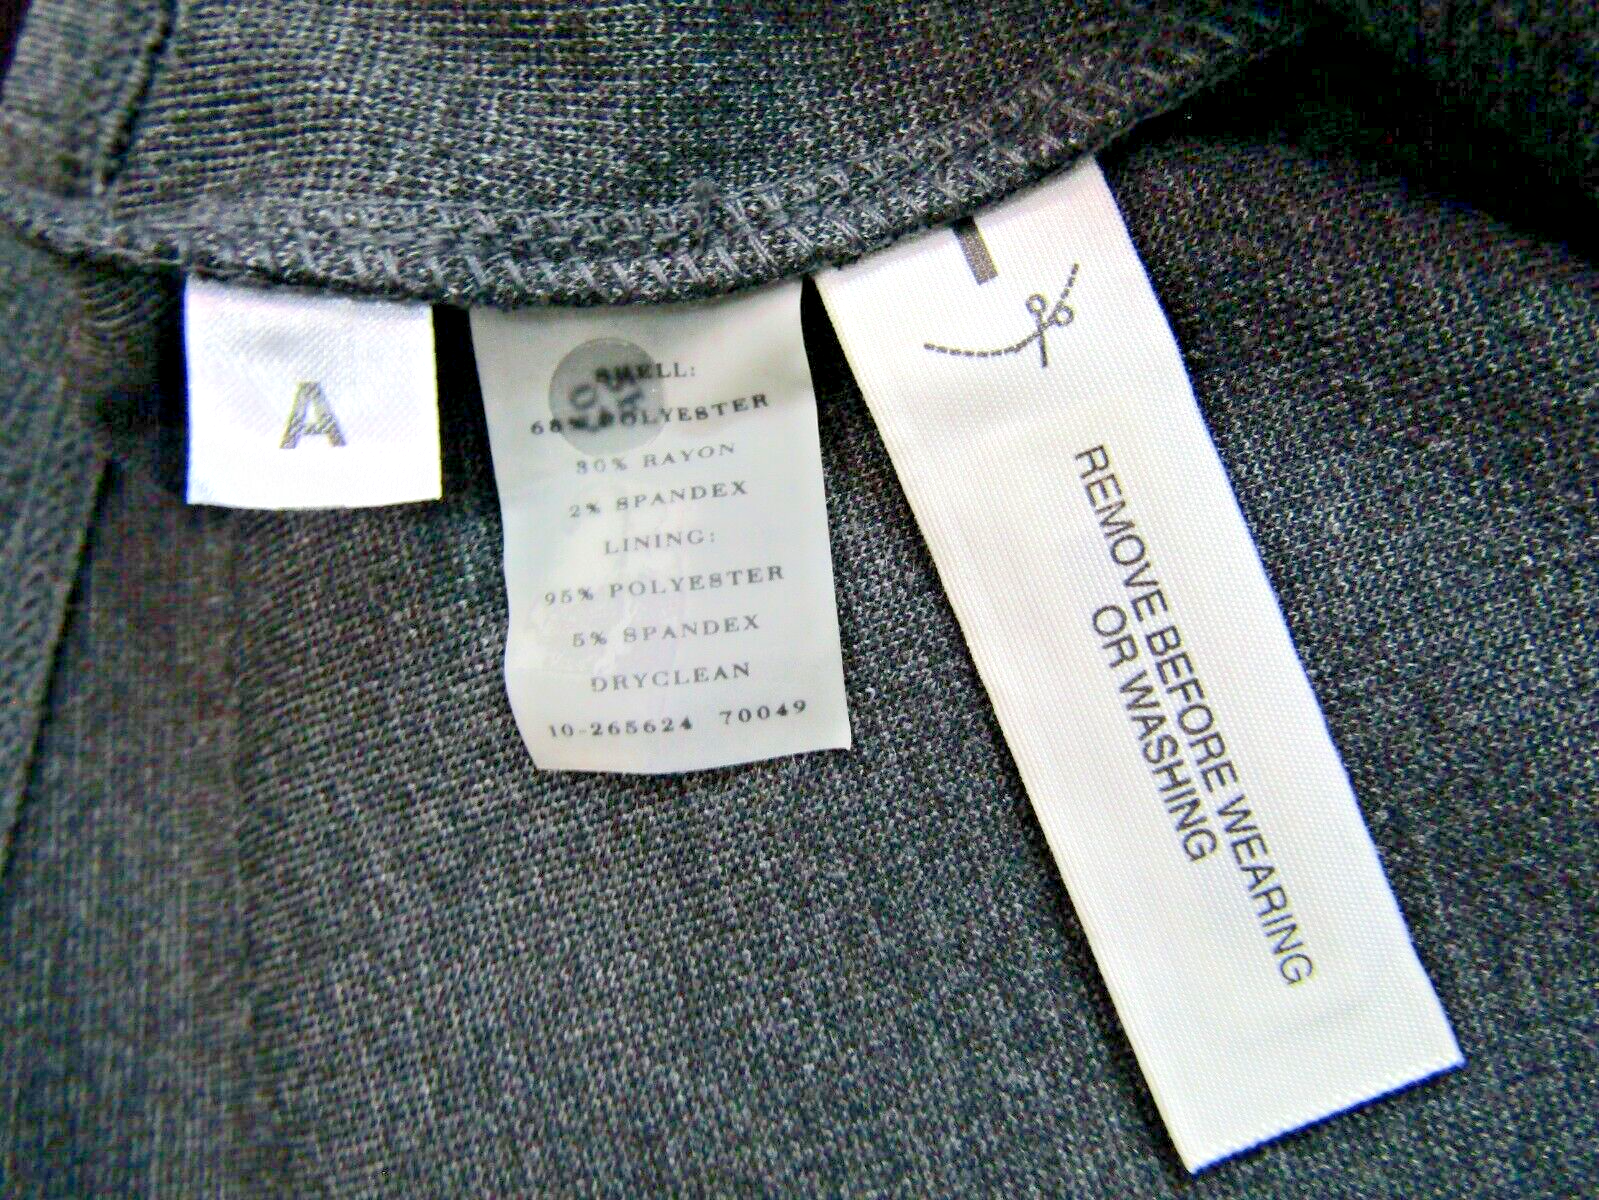 A
SHELL:
68% POLYESTER
30% RAYON
2% SPANDEX
LINING:
95% POLYESTER
5% SPANDEX
DRYCLEAN
10-265624 70049
REMOVE BEFORE WEARING
OR WASHING